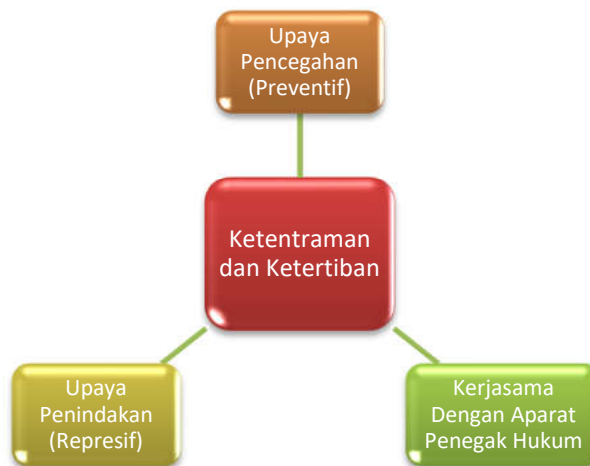 Upaya
Pencegahan
(Preventif)
Ketentraman
dan Ketertiban
Upaya
Penindakan
(Represif)
Kerjasama
Dengan Aparat
Penegak Hukum